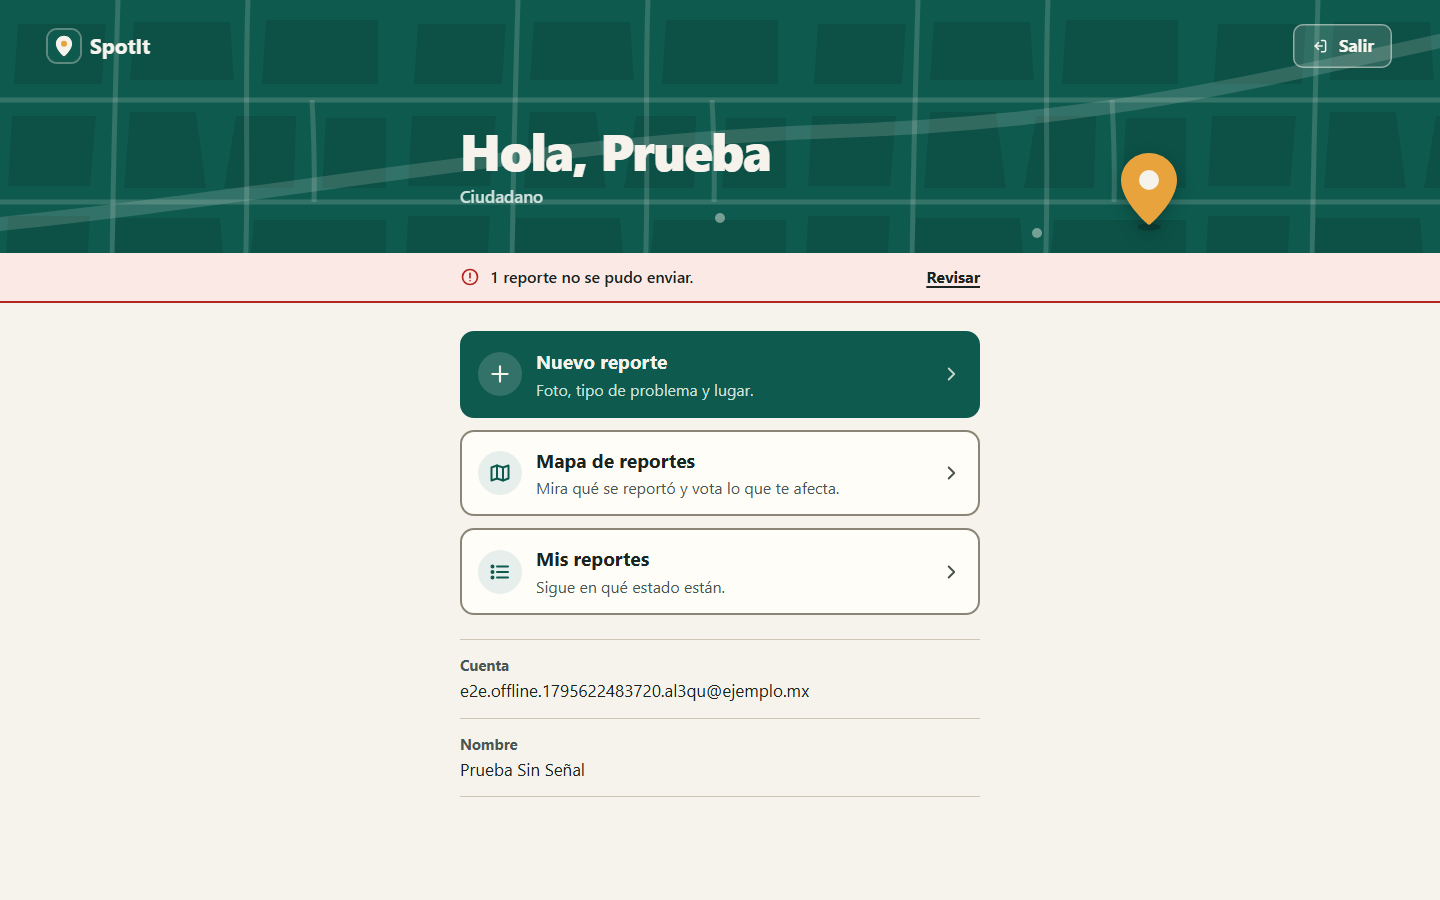 SpotIt
Salir
Hola, Prueba
Ciudadano
1 reporte no se pudo enviar.
Revisar
Nuevo reporte
Foto, tipo de problema y lugar.
Mapa de reportes
Mira qué se reportó y vota lo que te afecta.
Mis reportes
Sigue en qué estado están.
Cuenta
e2e.offline.1795622483720.al3qu@ejemplo.mx
Nombre
Prueba Sin Señal